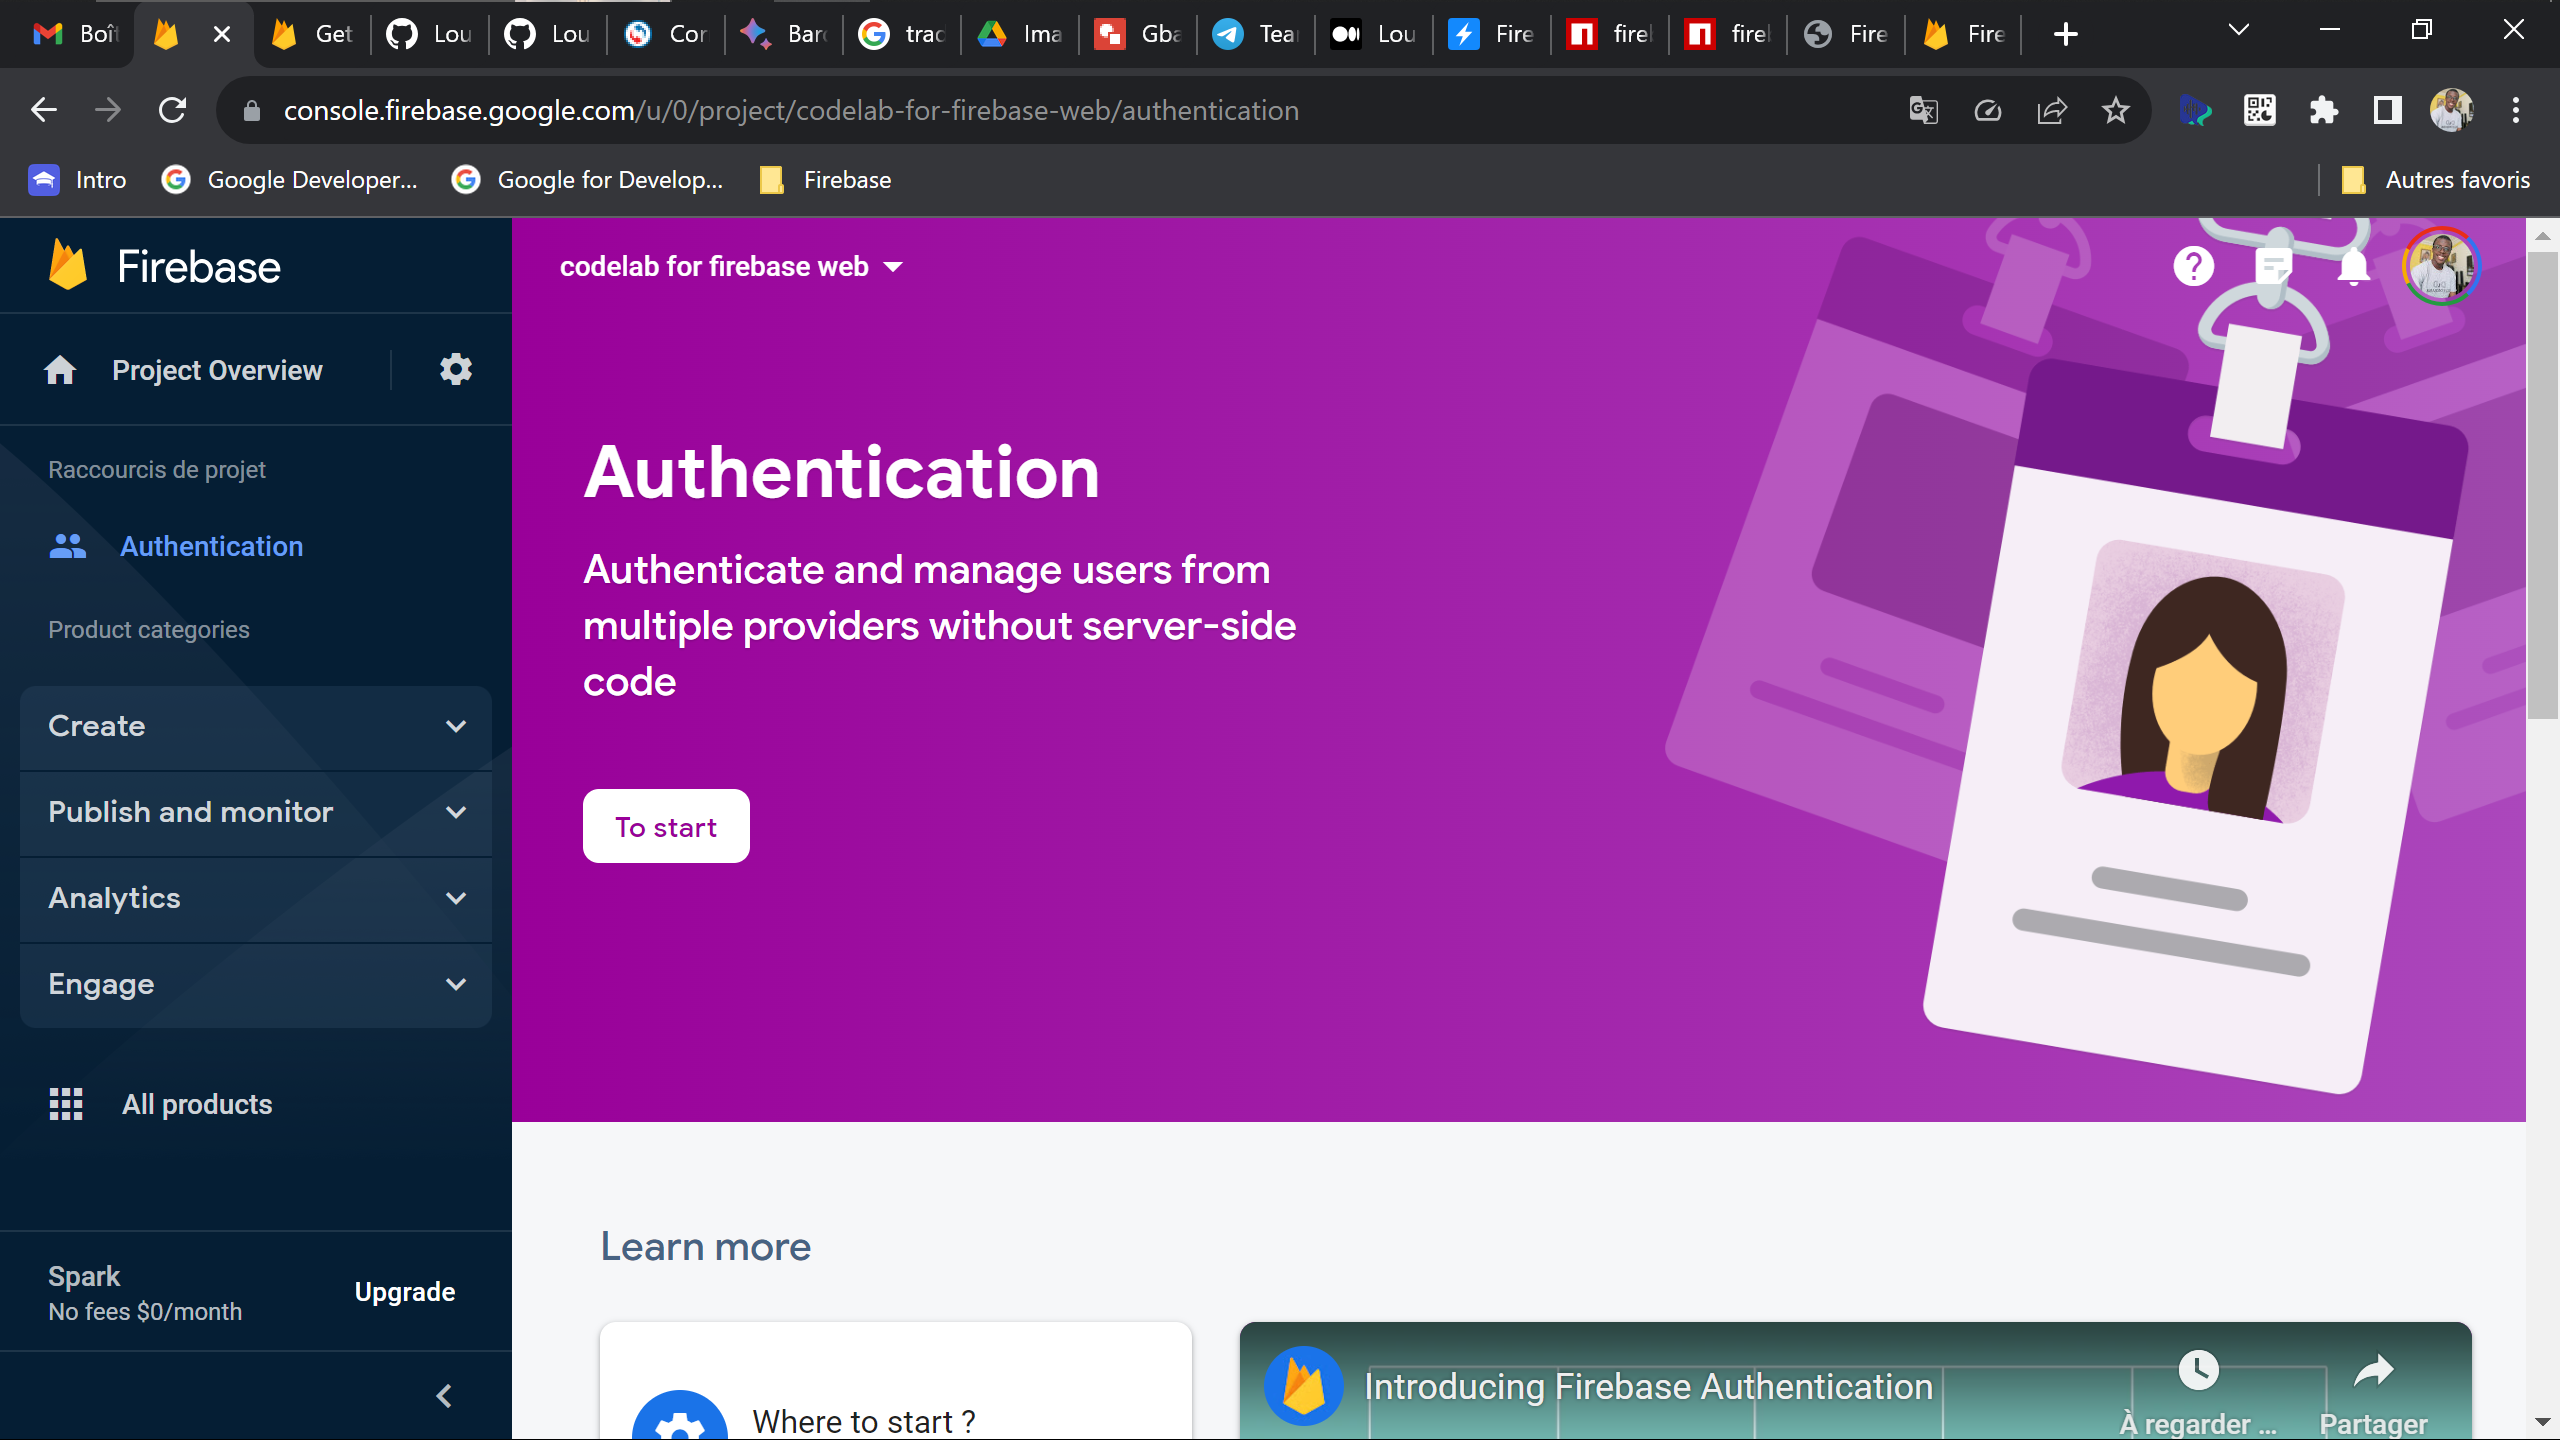 Boît
Get
Lou
Lou
Cor
Bard
trad
Ima
Gba
Tea
Lou
Fire
fire
fire
Fire
Fire
console.firebase.google.com/u/0/project/codelab-for-firebase-web/authentication
Intro
Google Developer...
Google for Develop...
Firebase
Autres favoris
Firebase
codelab for firebase web
Project Overview
Raccourcis de projet
Authentication
Product categories
Create
Publish and monitor
Analytics
Engage
All products
Spark
No fees $0/month
Upgrade
Authentication
Authenticate and manage users from
multiple providers without server-side
code
To start
Learn more
Where to start ?
Introducing Firebase Authentication
À regarder ...
Partager